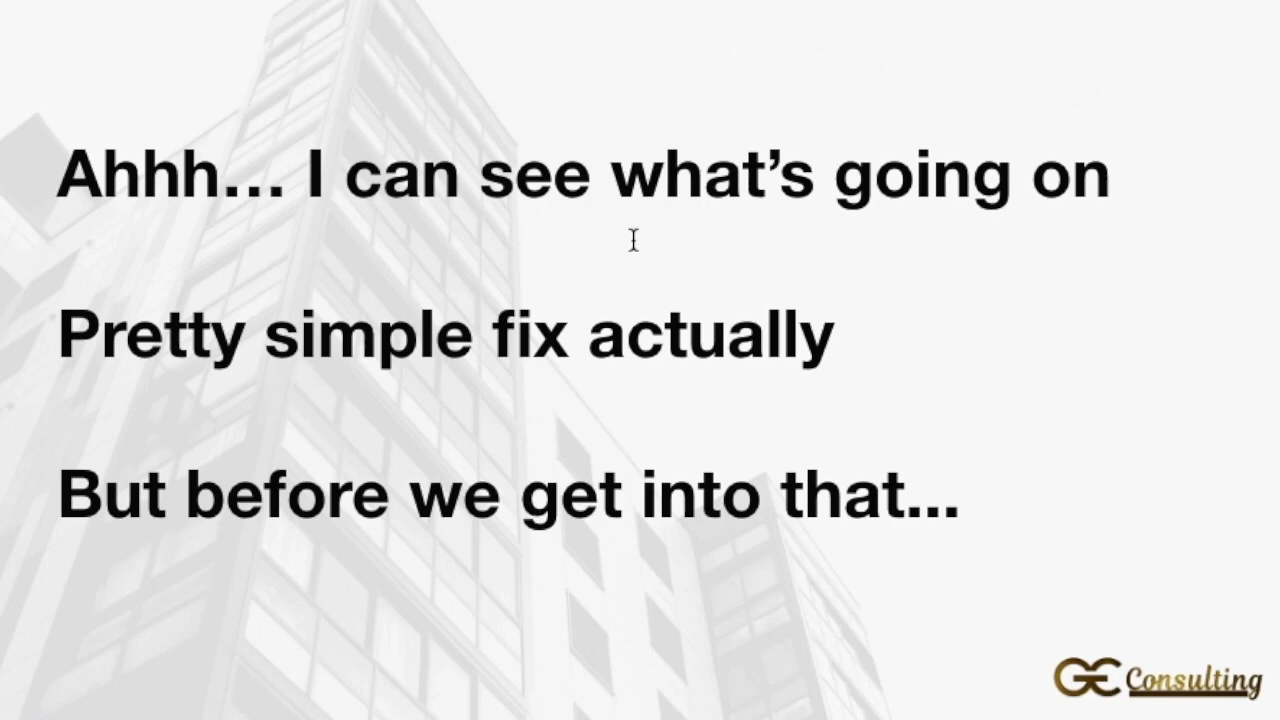 Ahhh... I can see what’s going on
Pretty simple fix actually
But before we get into that...
GC Consulting